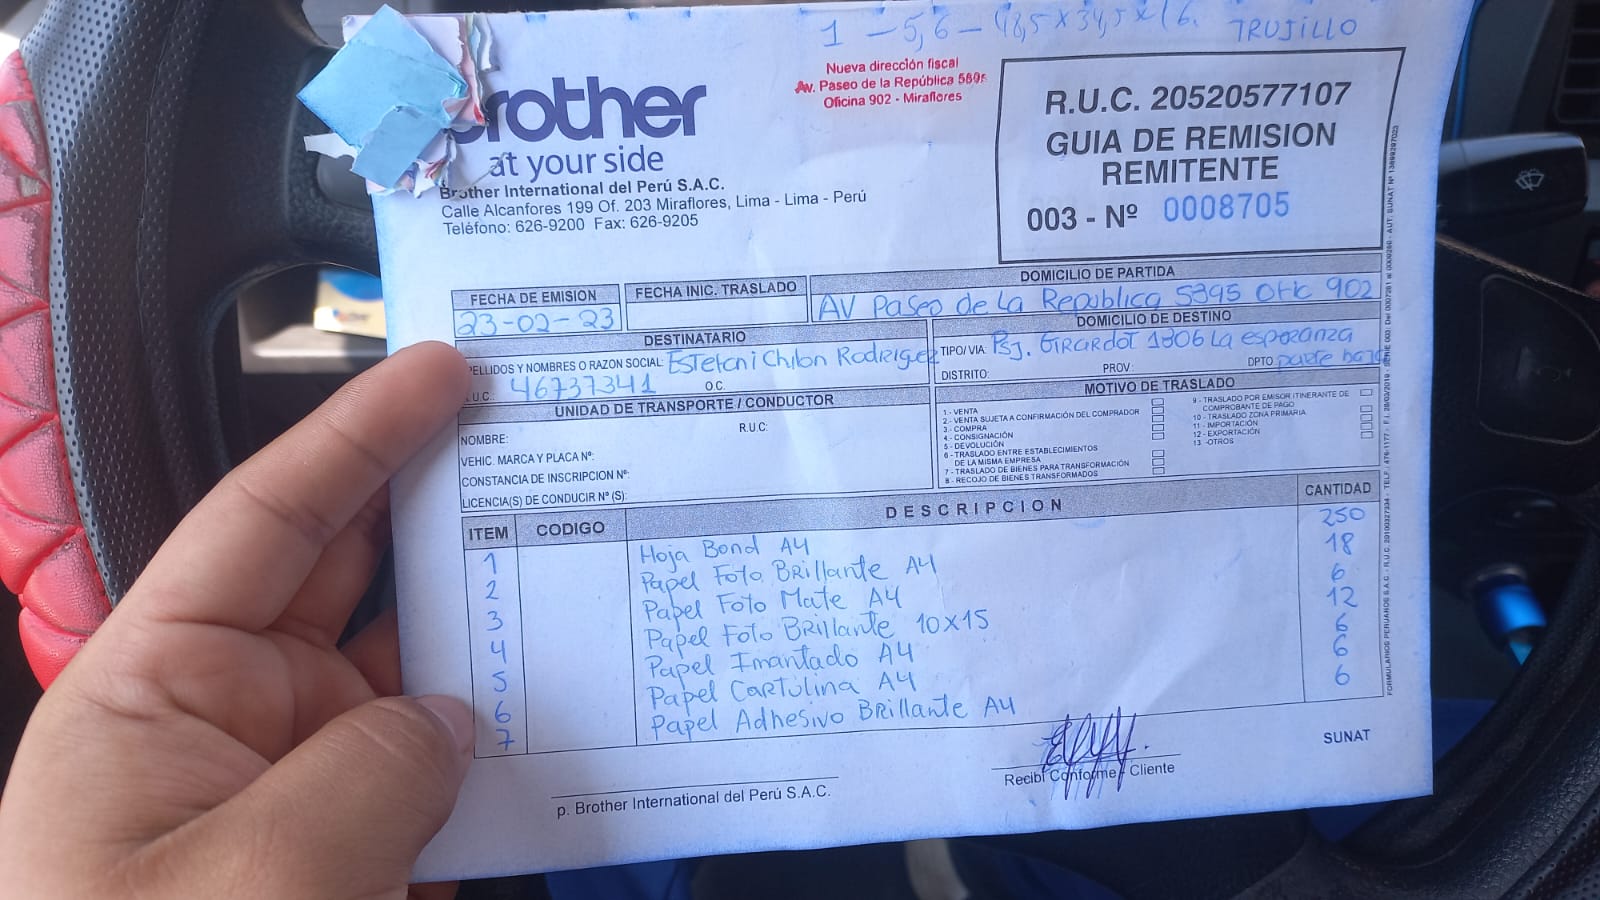 1 - 5,6 - 48,5 x 34,5 x 16.
TRUJILLO
Nueva dirección fiscal
Av. Paseo de la República
Oficina 902 - Miraflores
brother
at your side
Brother International del Perú S.A.C.
Calle Alcanfores 199 Of. 203 Miraflores, Lima - Lima - Perú
Teléfono: 626-9200 Fax: 626-9205
R.U.C. 20520577107
GUIA DE REMISION
REMITENTE
003 - Nº 0008705
FECHA DE EMISION
23-02-23
FECHA INIC. TRASLADO
DOMICILIO DE PARTIDA
AV Paseo de La Republica 5895 Ofic 902
DESTINATARIO
PELLIDOS Y NOMBRES O RAZON SOCIAL: Estefani Chilon Rodriguez
U.C.: 46737341 O.C.
DOMICILIO DE DESTINO
TIPO/VIA: Psj. GIRARDOT 1306 La esperanza
DISTRITO: PROV: DPTO parte baja
UNIDAD DE TRANSPORTE / CONDUCTOR
NOMBRE: R.U.C:
VEHIC. MARCA Y PLACA Nº:
CONSTANCIA DE INSCRIPCION Nº:
LICENCIA(S) DE CONDUCIR Nº (S):
MOTIVO DE TRASLADO
1 - VENTA
2 - VENTA SUJETA A CONFIRMACIÓN DEL COMPRADOR
3 - COMPRA
4 - CONSIGNACIÓN
5 - DEVOLUCIÓN
6 - TRASLADO ENTRE ESTABLECIMIENTOS
DE LA MISMA EMPRESA
7 - TRASLADO DE BIENES PARA TRANSFORMACIÓN
8 - RECOJO DE BIENES TRANSFORMADOS
9 - TRASLADO POR EMISOR ITINERANTE DE
COMPROBANTE DE PAGO
10 - TRASLADO ZONA PRIMARIA
11 - IMPORTACIÓN
12 - EXPORTACIÓN
13 - OTROS
ITEM CODIGO DESCRIPCION CANTIDAD
1 Hoja Bond A4 250
2 Papel Foto Brillante A4 18
3 Papel Foto Mate A4 6
4 Papel Foto Brillante 10x15 12
5 Papel Imantado A4 6
6 Papel Cartulina A4 6
7 Papel Adhesivo Brillante A4 6
p. Brother International del Perú S.A.C.
Recibí Conforme - Cliente
SUNAT